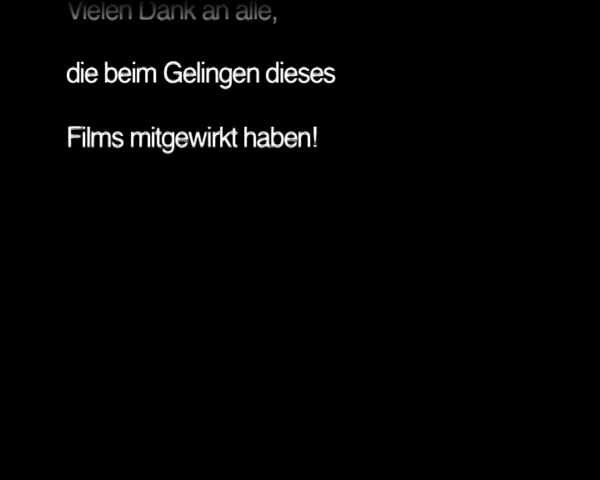 Vielen Dank an alle,
die beim Gelingen dieses
Films mitgewirkt haben!